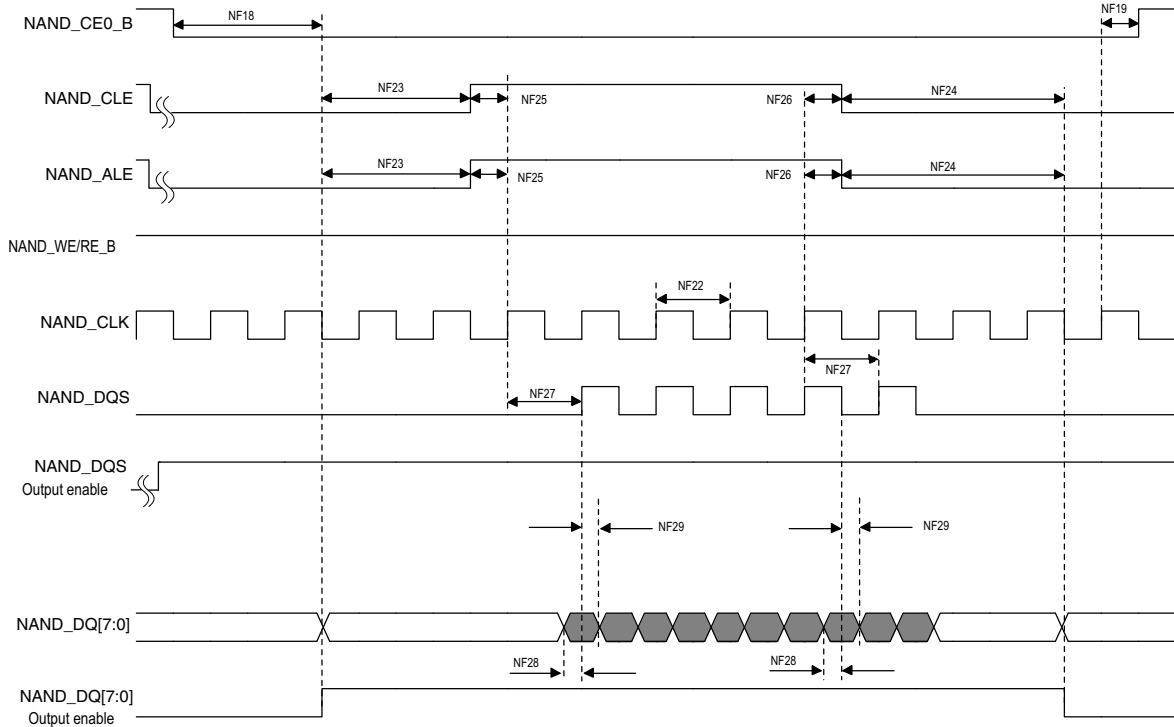 NAND_CE0_B
NF18
NF19
NAND_CLE
NF23
NF25
NF26
NF24
NAND_ALE
NF23
NF25
NF26
NF24
NAND_WE/RE_B
NAND_CLK
NF22
NAND_DQS
NF27
NF27
NAND_DQS
Output enable
NF29
NF29
NAND_DQ[7:0]
NF28
NF28
NAND_DQ[7:0]
Output enable